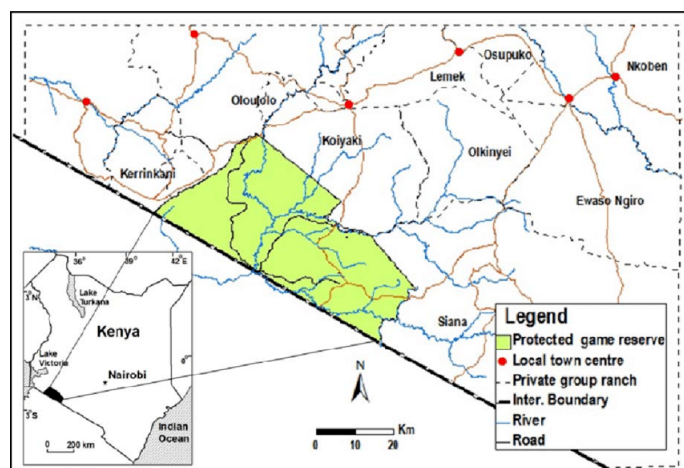 Nkoben
Osupuko
Lemek
Oloujolo
Koiyaki
Olkinyei
Kerrinkani
Ewaso Ngiro
Siana
36
39
42 E
3 N
Lake
Turkana
Kenya
0
Lake
Victoria
Nairobi
3 S
0 200 km
Indian
Ocean
N
Km
0 10 20
Legend
Protected game reserve
Local town centre
Private group ranch
Inter. Boundary
River
Road